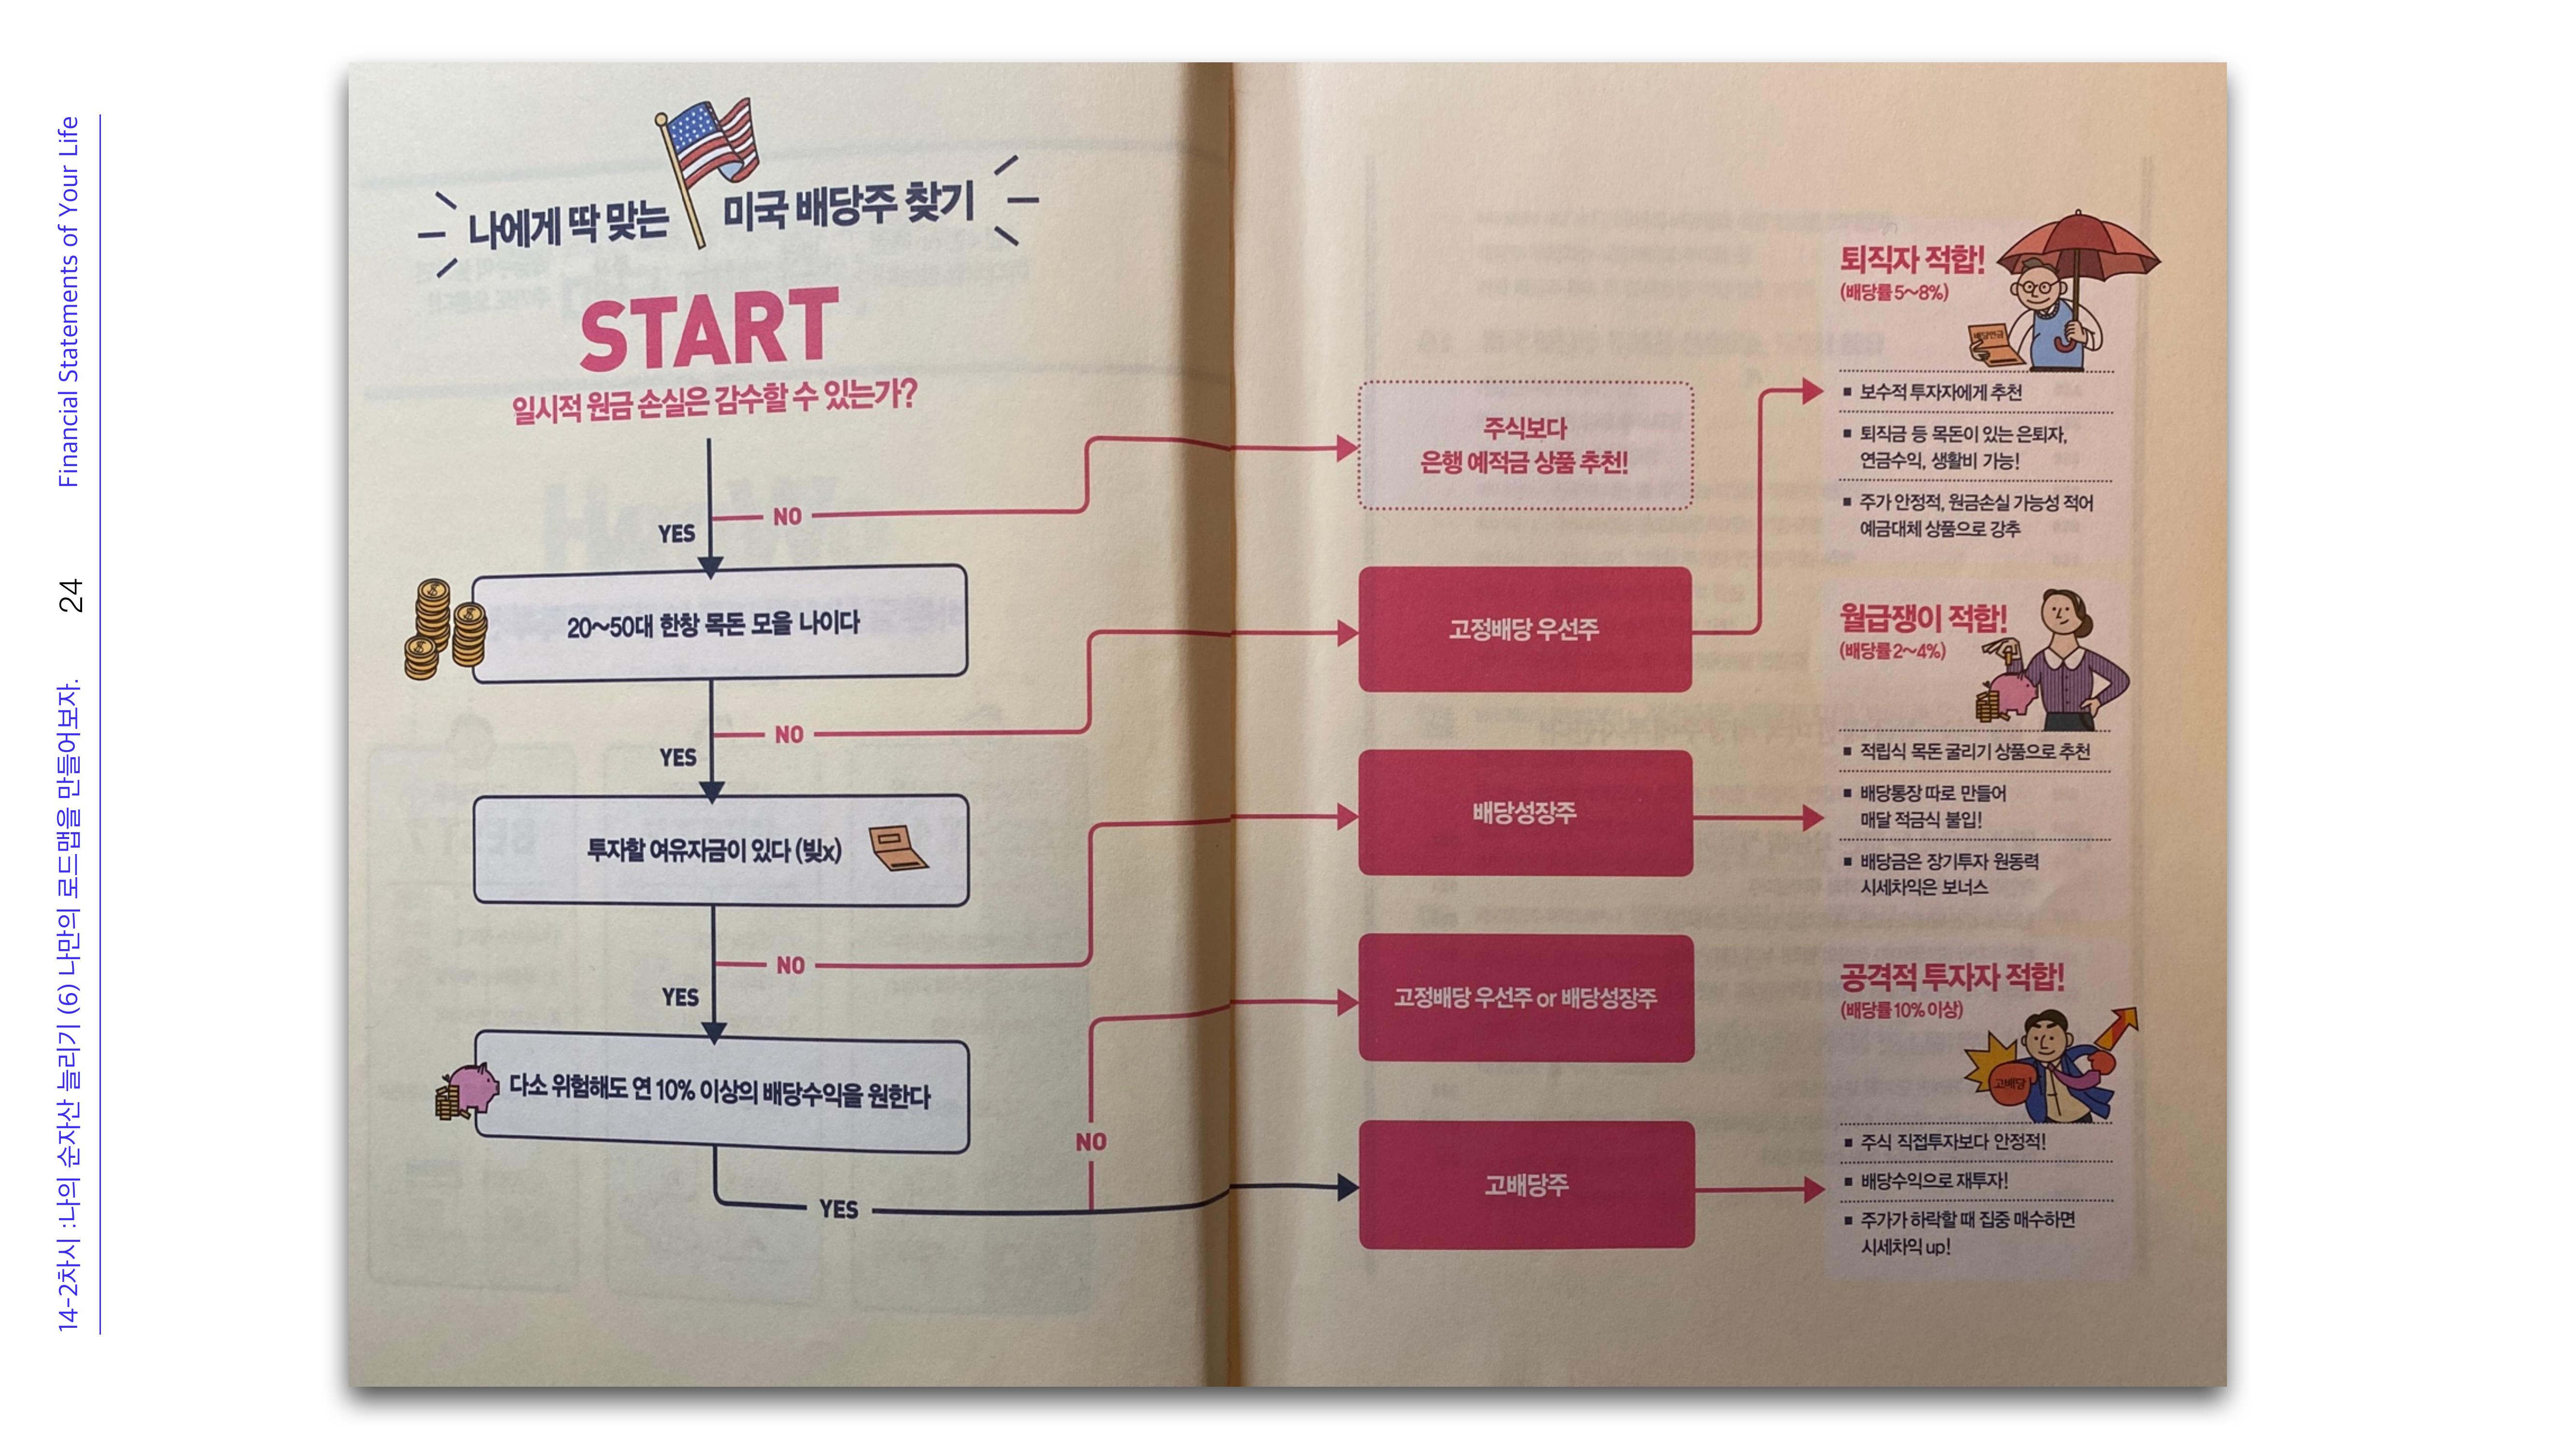 Financial Statements of Your Life
24
14-2차시 :나의 순자산 늘리기 (6) 나만의 로드맵을 만들어보자.
나에게 딱 맞는 미국 배당주 찾기
START
일시적 원금 손실은 감수할 수 있는가?
YES
NO
20~50대 한창 목돈 모을 나이다
YES
NO
투자할 여유자금이 있다 (빚x)
YES
NO
다소 위험해도 연 10% 이상의 배당수익을 원한다
YES
NO
주식보다
은행 예적금 상품 추천!
고정배당 우선주
배당성장주
고정배당 우선주 or 배당성장주
고배당주
퇴직자 적합!
(배당률 5~8%)
배당연금
■ 보수적 투자자에게 추천
■ 퇴직금 등 목돈이 있는 은퇴자,
연금수익, 생활비 가능!
■ 주가 안정적, 원금손실 가능성 적어
예금대체 상품으로 강추
월급쟁이 적합!
(배당률 2~4%)
■ 적립식 목돈 굴리기 상품으로 추천
■ 배당통장 따로 만들어
매달 적금식 불입!
■ 배당금은 장기투자 원동력
시세차익은 보너스
공격적 투자자 적합!
(배당률 10% 이상)
고배당
■ 주식 직접투자보다 안정적!
■ 배당수익으로 재투자!
■ 주가가 하락할 때 집중 매수하면
시세차익 up!